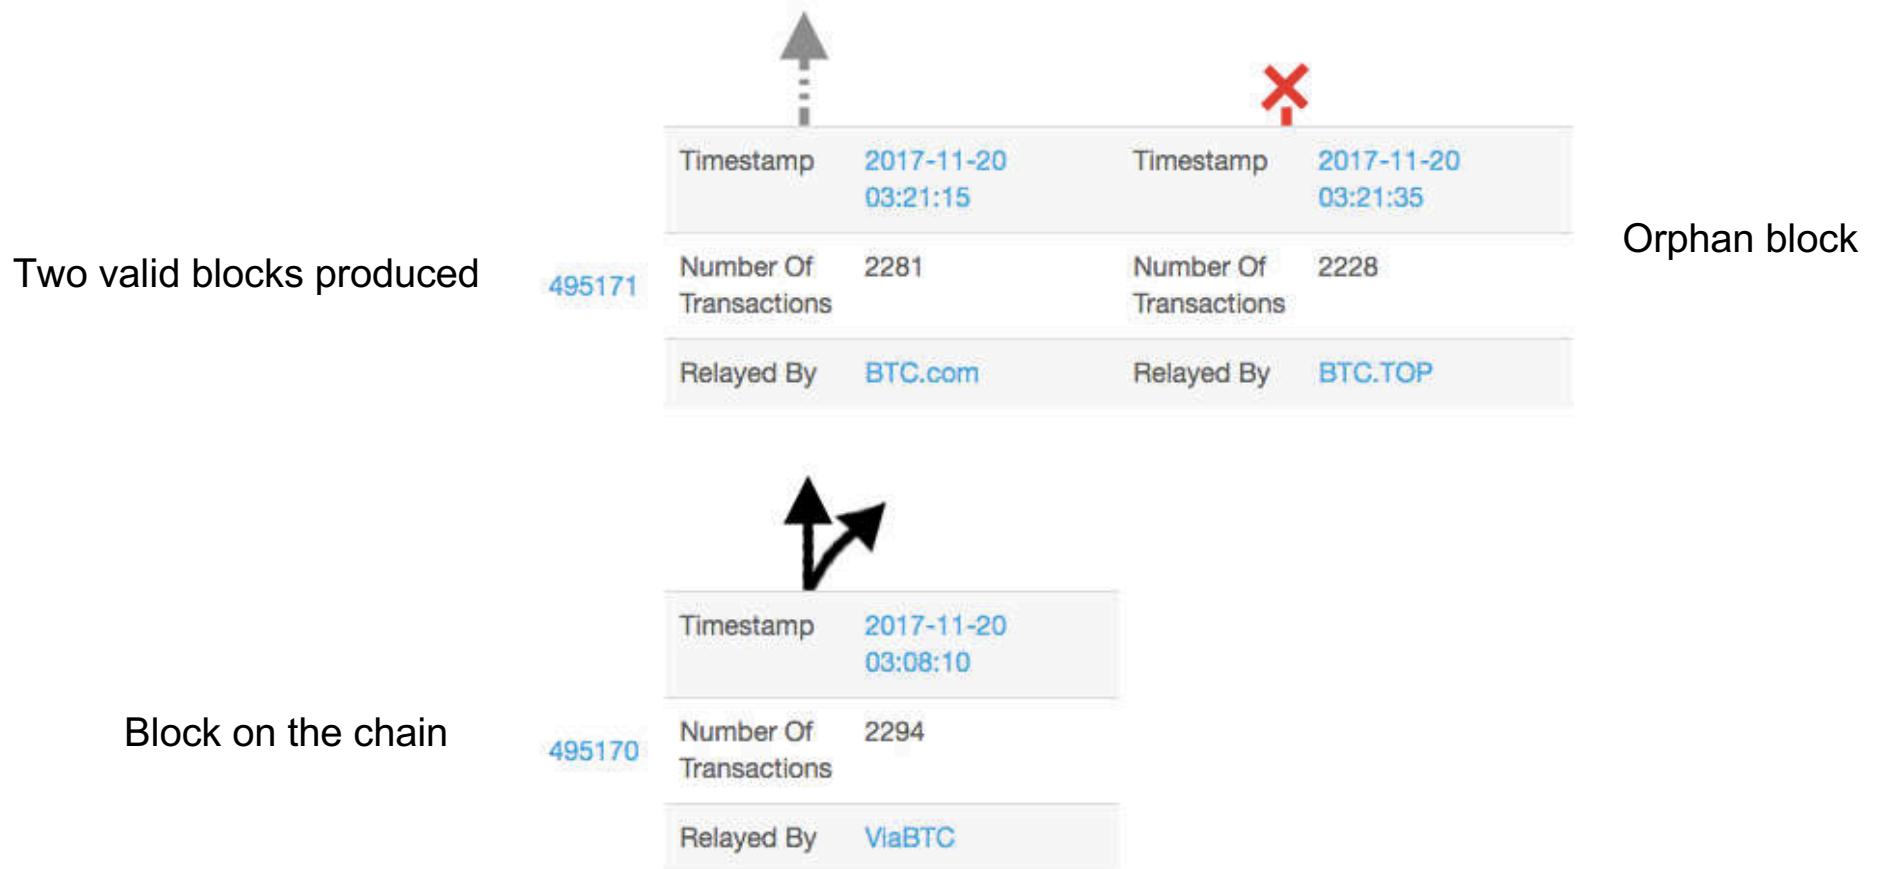 Timestamp 2017-11-20 03:21:15 Timestamp 2017-11-20 03:21:35
Orphan block
Two valid blocks produced
495171
Number Of Transactions 2281 Number Of Transactions 2228
Relayed By BTC.com Relayed By BTC.TOP
Timestamp 2017-11-20 03:08:10
Block on the chain
495170
Number Of Transactions 2294
Relayed By ViaBTC